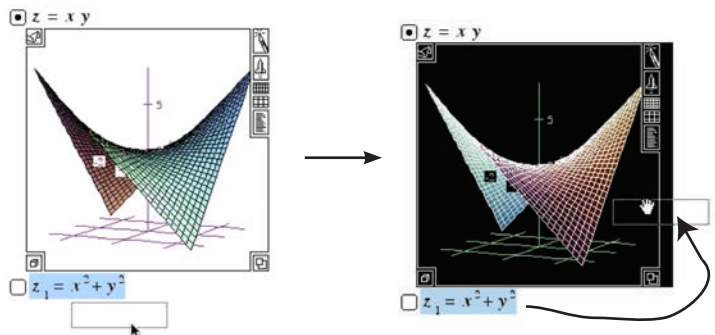 z = x y
5
z₁ = x² + y²
z = x y
5
z₁ = x² + y²